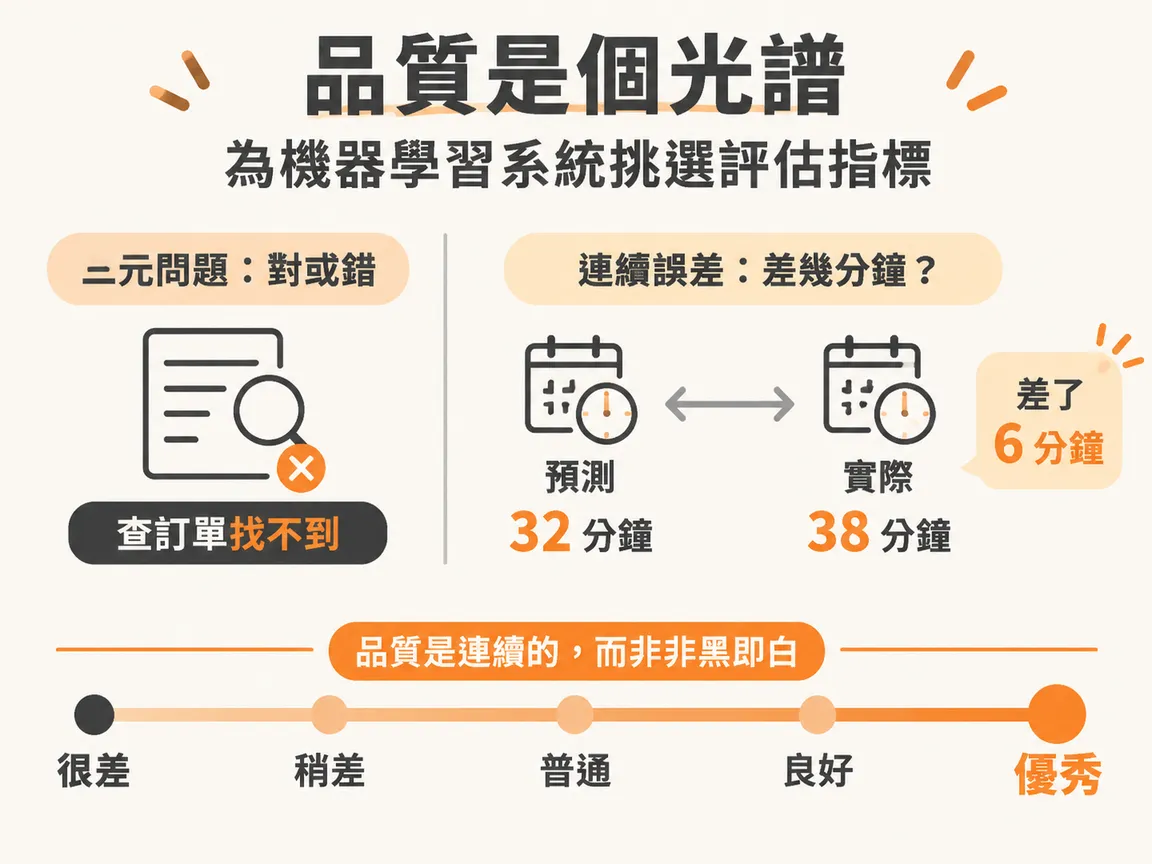 品質是個光譜
為機器學習系統挑選評估指標
二元問題：對或錯
查訂單找不到
連續誤差：差幾分鐘？
預測
32 分鐘
實際
38 分鐘
差了
6 分鐘
品質是連續的，而非非黑即白
很差
稍差
普通
良好
優秀